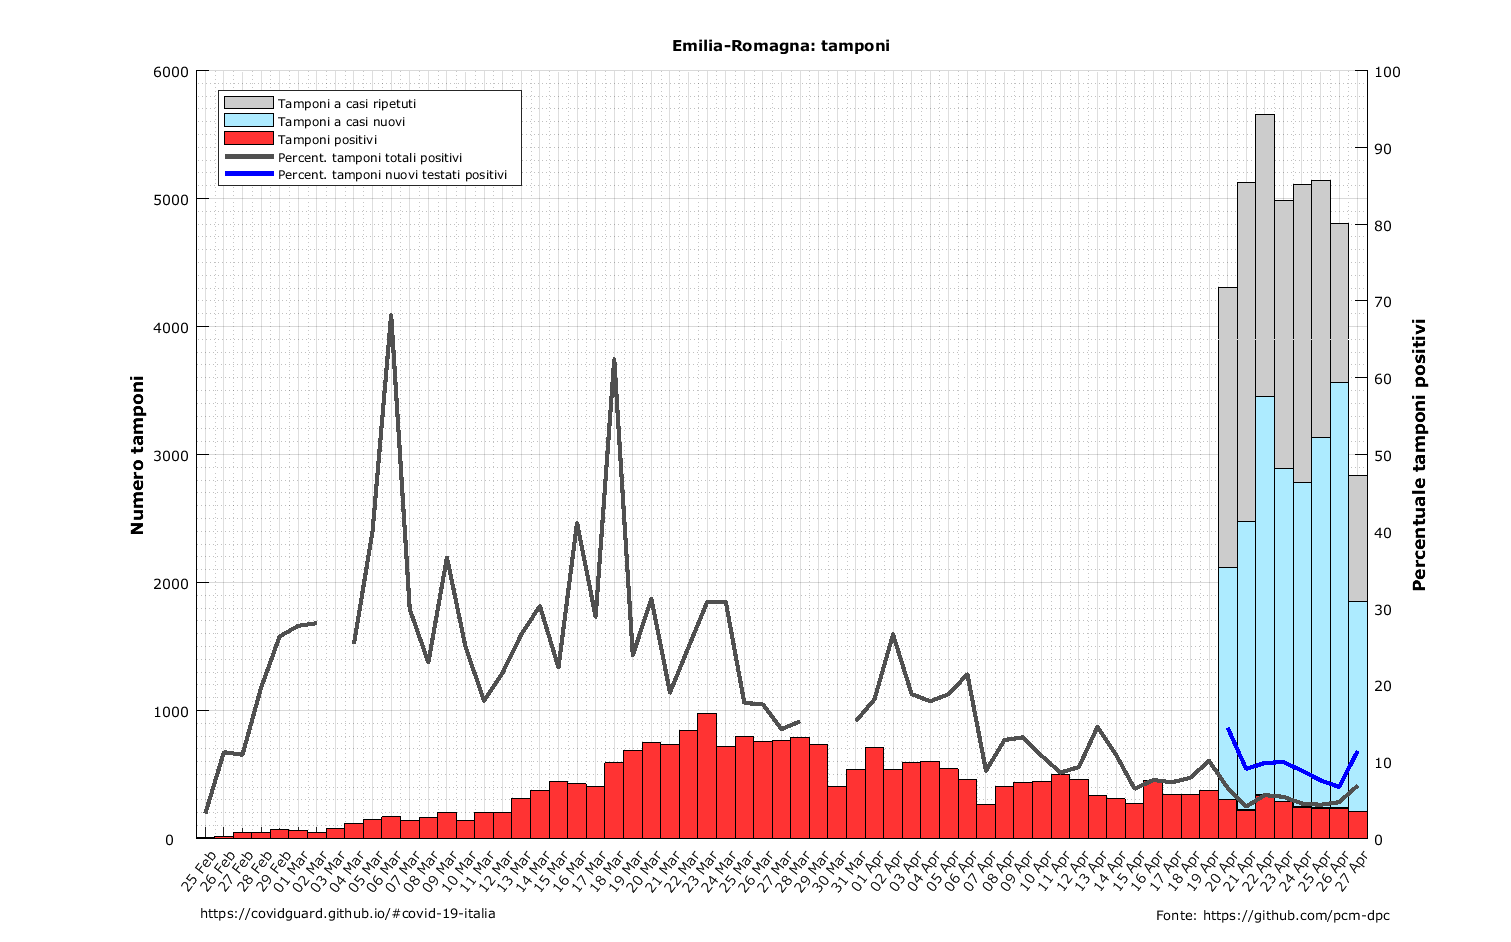 Emilia-Romagna: tamponi
6000
5000
4000
3000
2000
1000
0
Numero tamponi
Tamponi a casi ripetuti
Tamponi a casi nuovi
Tamponi positivi
Percent. tamponi totali positivi
Percent. tamponi nuovi testati positivi
100
90
80
70
60
50
40
30
20
10
0
Percentuale tamponi positivi
25 Feb
26 Feb
27 Feb
28 Feb
29 Feb
01 Mar
02 Mar
03 Mar
04 Mar
05 Mar
06 Mar
07 Mar
08 Mar
09 Mar
10 Mar
11 Mar
12 Mar
13 Mar
14 Mar
15 Mar
16 Mar
17 Mar
18 Mar
19 Mar
20 Mar
21 Mar
22 Mar
23 Mar
24 Mar
25 Mar
26 Mar
27 Mar
28 Mar
29 Mar
30 Mar
31 Mar
01 Apr
02 Apr
03 Apr
04 Apr
05 Apr
06 Apr
07 Apr
08 Apr
09 Apr
10 Apr
11 Apr
12 Apr
13 Apr
14 Apr
15 Apr
16 Apr
17 Apr
18 Apr
19 Apr
20 Apr
21 Apr
22 Apr
23 Apr
24 Apr
25 Apr
26 Apr
27 Apr
https://covidguard.github.io/#covid-19-italia
Fonte: https://github.com/pcm-dpc